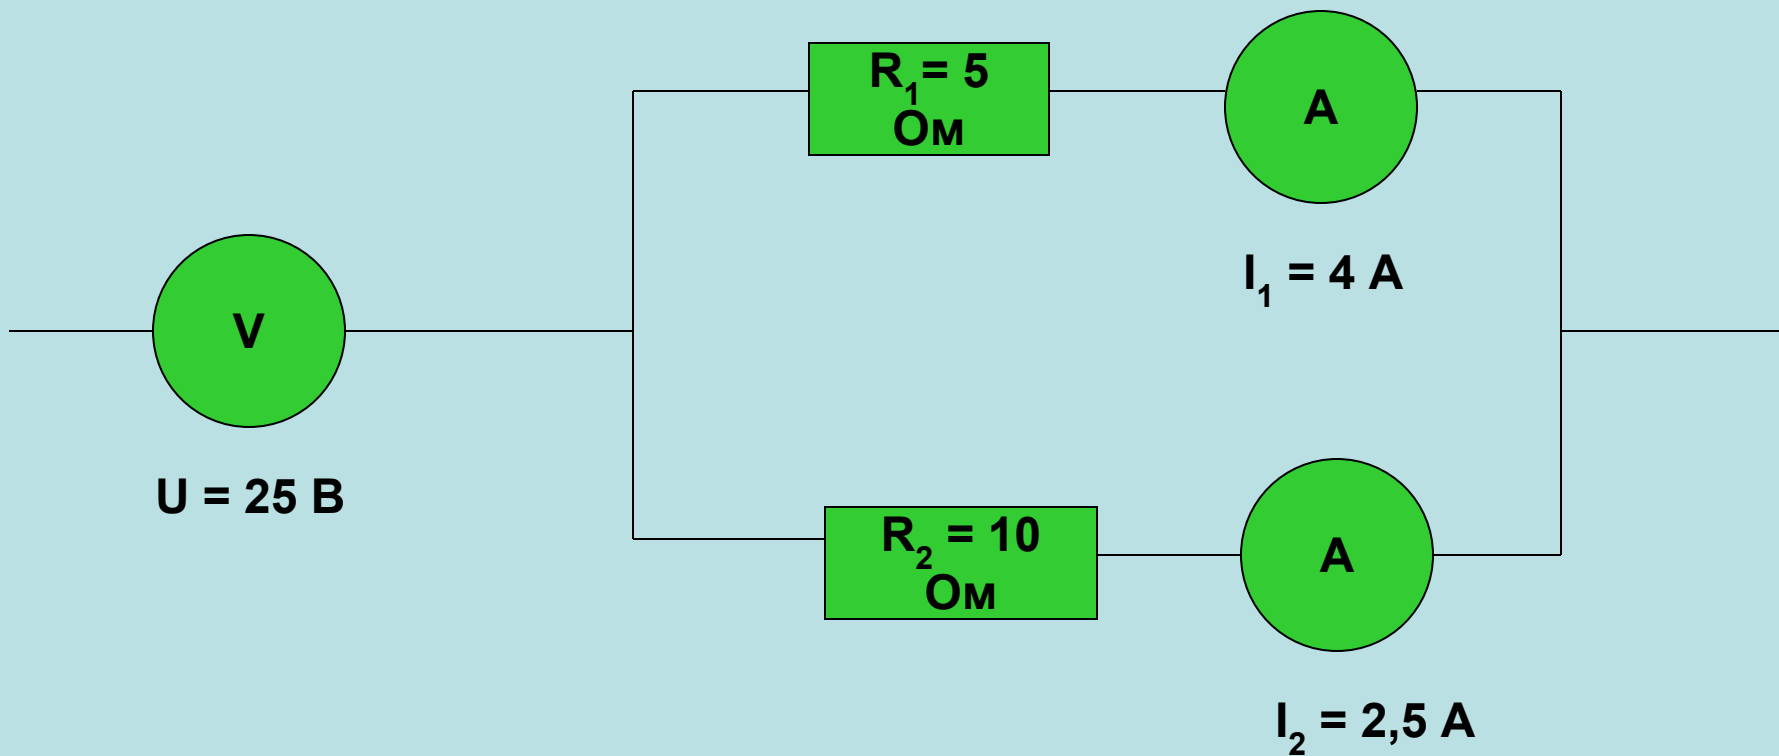 R₁= 5
Ом
A
I₁ = 4 А
V
U = 25 В
R₂ = 10
Ом
A
I₂ = 2,5 А